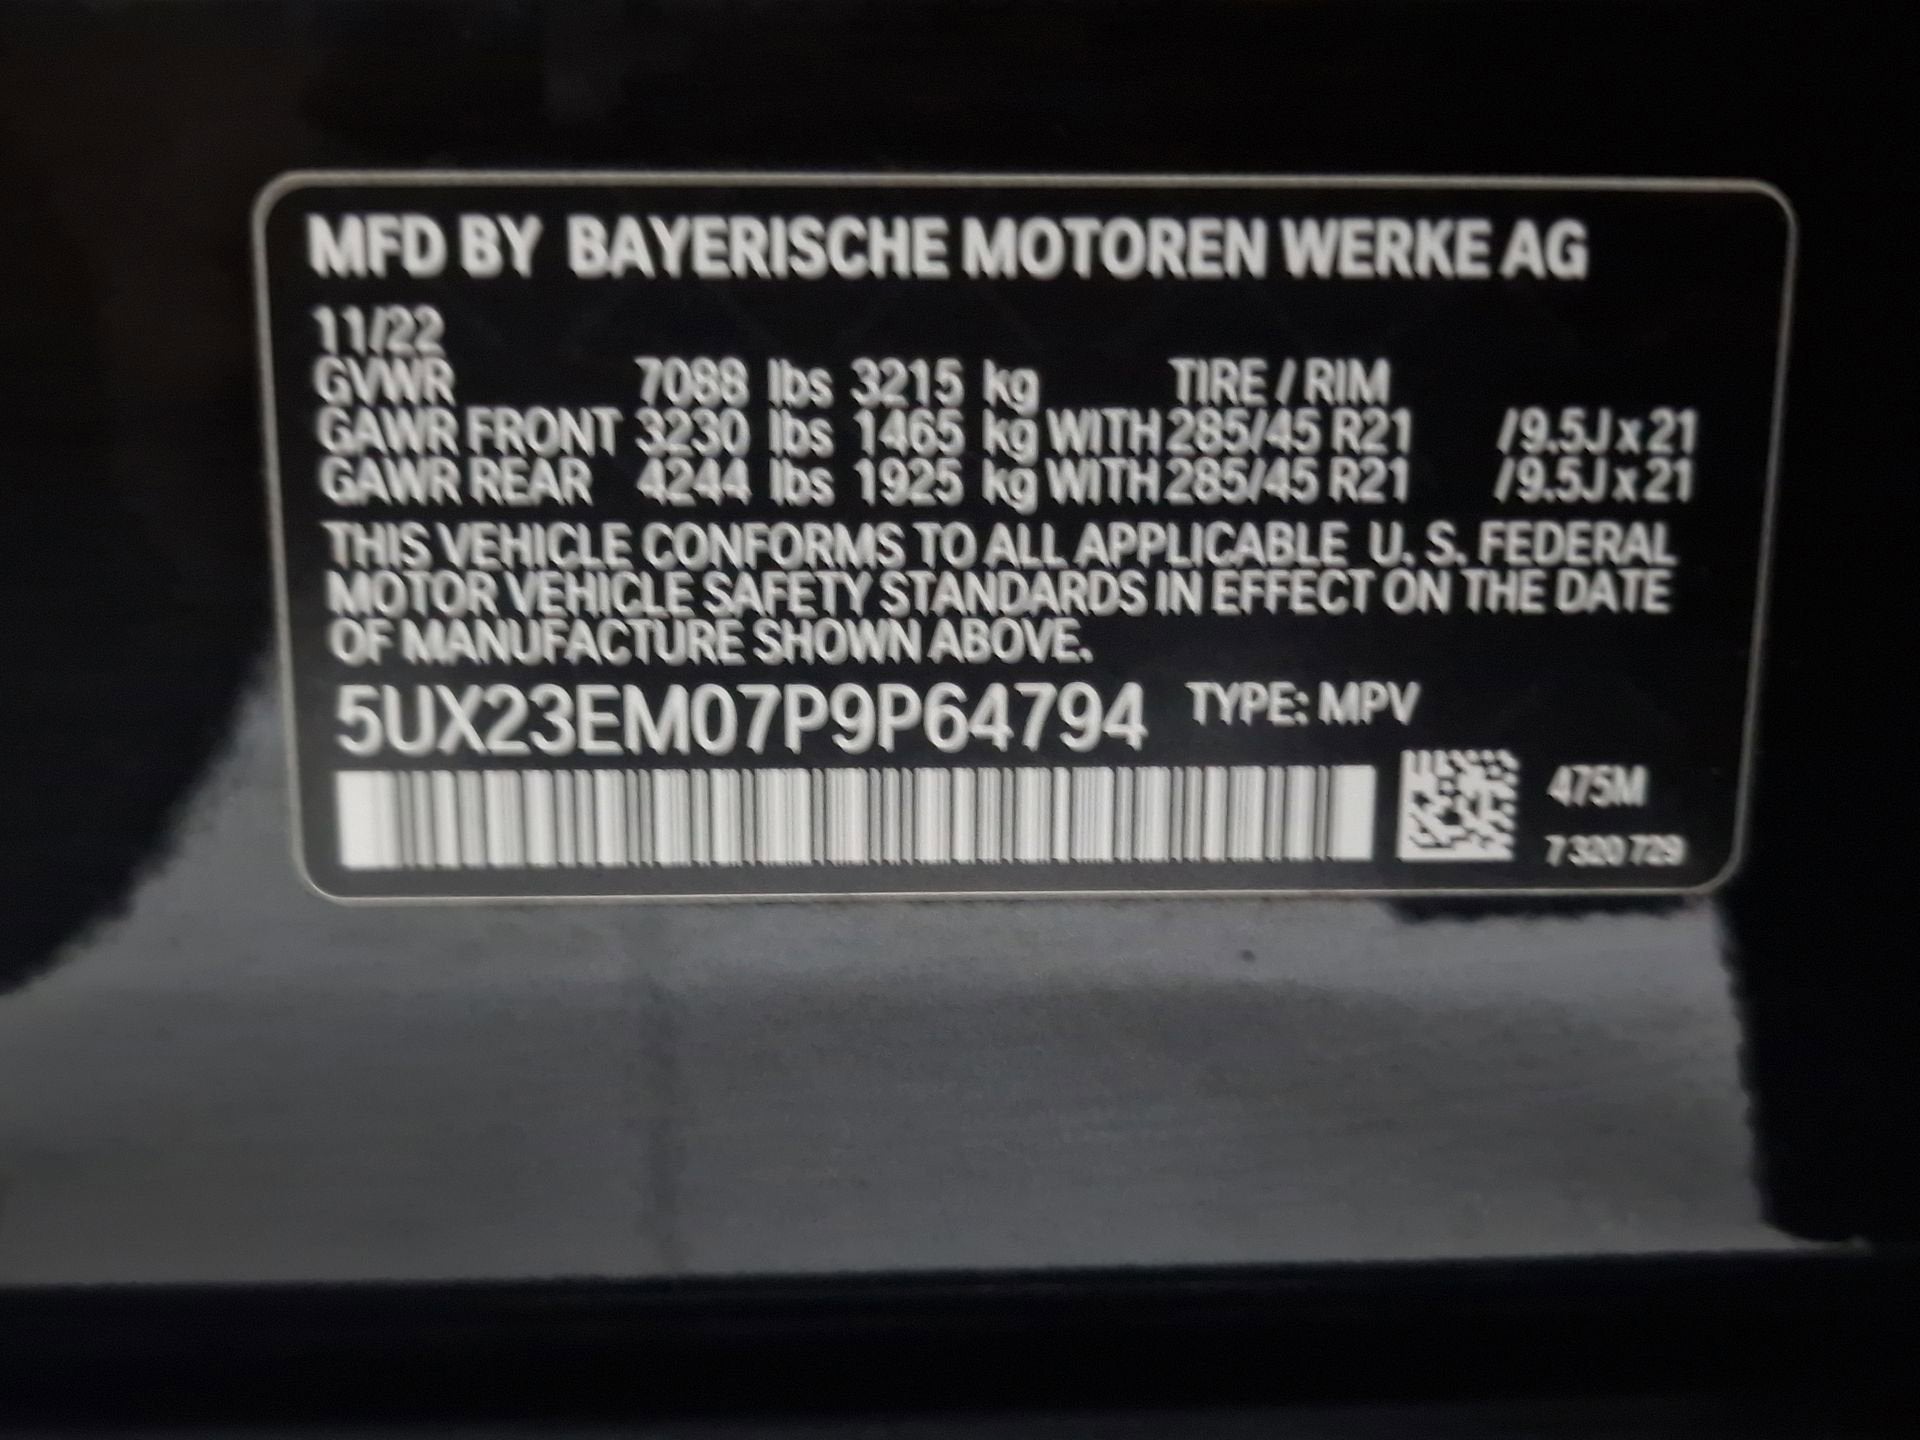 MFD BY BAYERISCHE MOTOREN WERKE AG
11/22
GVWR 7088 lbs 3215 kg TIRE / RIM
GAWR FRONT 3230 lbs 1465 kg WITH 285/45 R21 /9.5J x 21
GAWR REAR 4244 lbs 1925 kg WITH 285/45 R21 /9.5J x 21
THIS VEHICLE CONFORMS TO ALL APPLICABLE U. S. FEDERAL
MOTOR VEHICLE SAFETY STANDARDS IN EFFECT ON THE DATE
OF MANUFACTURE SHOWN ABOVE.
5UX23EM07P9P64794 TYPE: MPV
475M
7 320 729